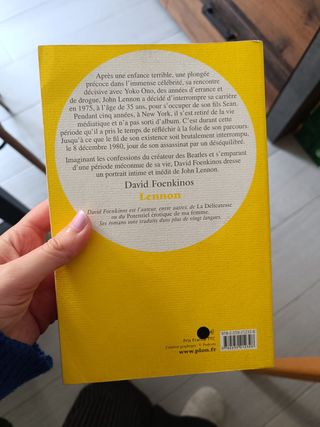 Après une enfance terrible, une plongée
précoce dans l'immense célébrité, sa rencontre
décisive avec Yoko Ono, des années d'errance
et de drogue, John Lennon a décidé d'interrompre sa carrière
en 1975, à l'âge de 35 ans, pour s'occuper de son fils Sean.
Pendant cinq années, à New York, il s'est retiré de la vie
médiatique et n'a pas sorti d'album. C'est durant cette
période qu'il a pris le temps de réfléchir à la folie de son parcours.
Jusqu'à ce que le fil de son existence soit brutalement interrompu,
le 8 décembre 1980, jour de son assassinat par un déséquilibré.
Imaginant les confessions du créateur des Beatles et s'emparant
d'une période méconnue de sa vie, David Foenkinos dresse
un portrait intime et inédit de John Lennon.
David Foenkinos
Lennon
David Foenkinos est l'auteur, entre autres, de La Délicatesse
ou du Potentiel érotique de ma femme.
Ses romans sont traduits dans plus de vingt langues.
Prix France TTC
www.plon.fr